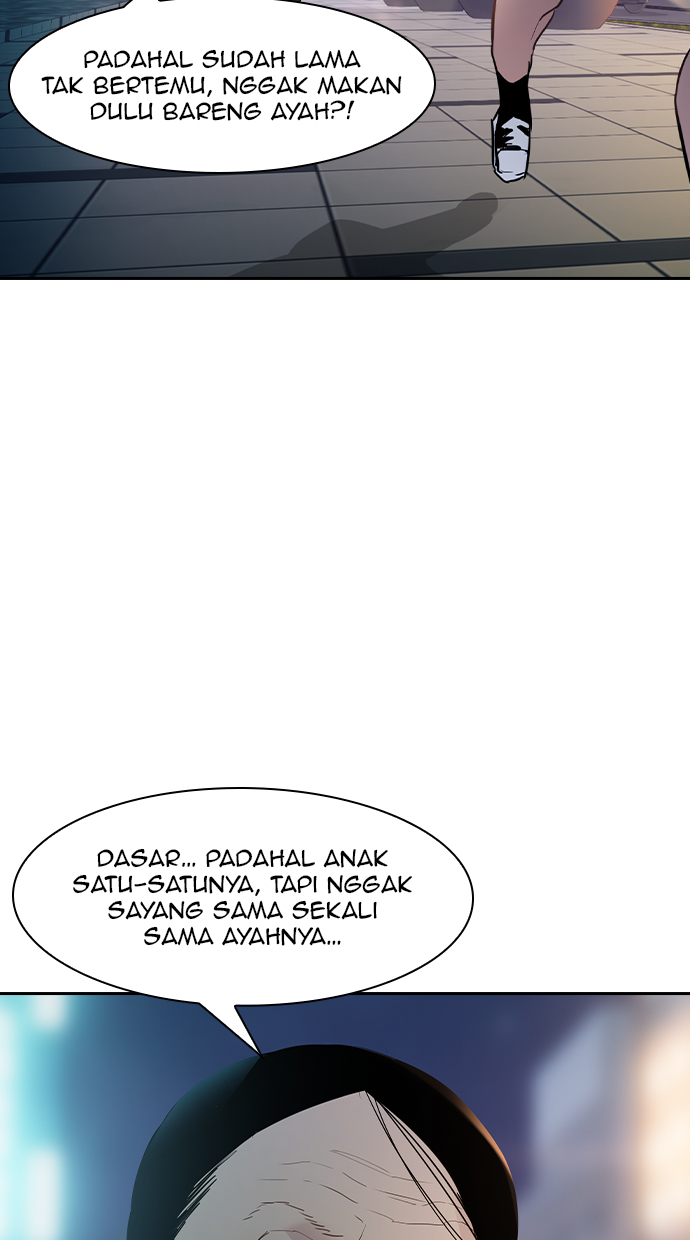 PADAHAL SUDAH LAMA
TAK BERTEMU, NGGAK MAKAN
DULU BARENG AYAH?!
DASAR... PADAHAL ANAK
SATU-SATUNYA, TAPI NGGAK
SAYANG SAMA SEKALI
SAMA AYAHNYA...